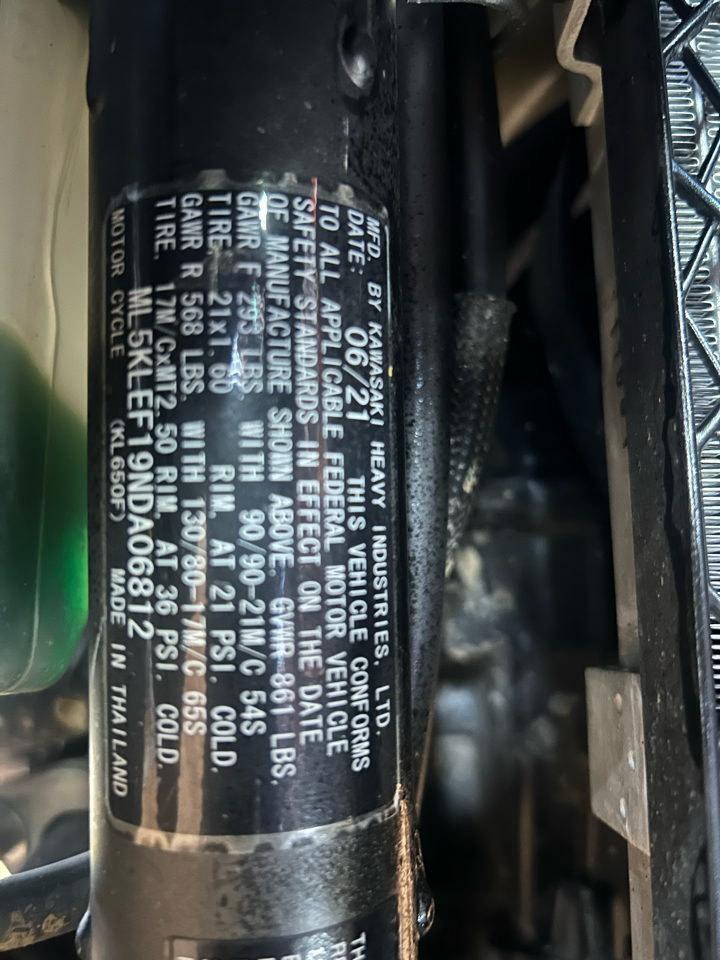 MFD. BY KAWASAKI HEAVY INDUSTRIES, LTD.
DATE: 06/21 THIS VEHICLE CONFORMS
TO ALL APPLICABLE FEDERAL MOTOR VEHICLE
SAFETY STANDARDS IN EFFECT ON THE DATE
OF MANUFACTURE SHOWN ABOVE. GVWR 861 LBS.
GAWR F 293 LBS. WITH 90/90-21M/C 54S
TIRE, 21x1.60 RIM, AT 21 PSI. COLD.
GAWR R 568 LBS. WITH 130/80-17M/C 65S
TIRE, 17M/CxMT2.50 RIM, AT 36 PSI. COLD.
ML5KLEF19NDA06812
MOTOR CYCLE (KL650F) MADE IN THAILAND